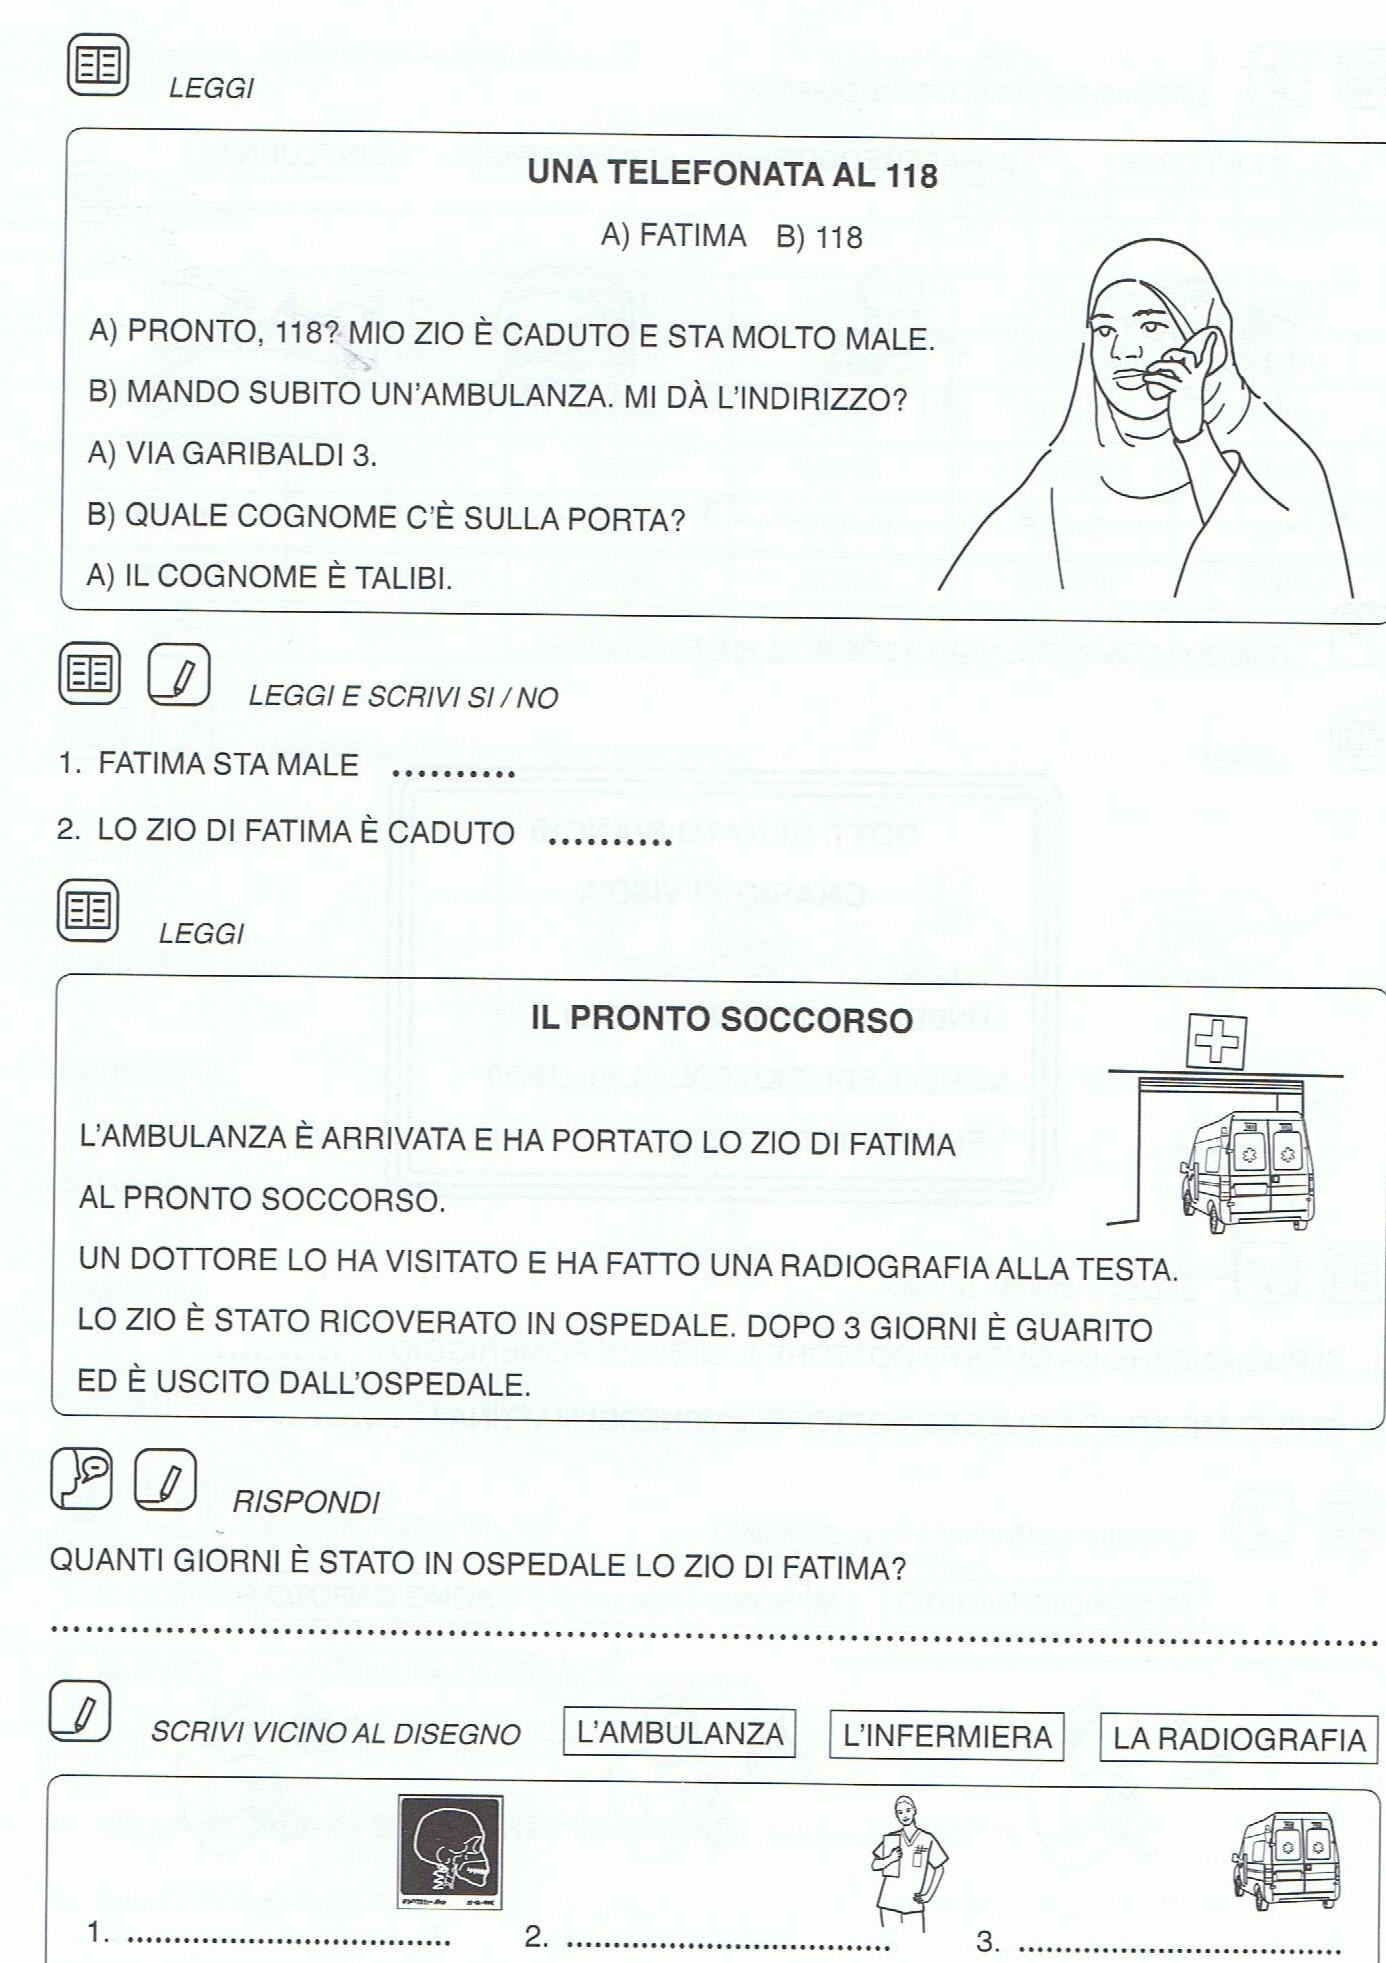 LEGGI
UNA TELEFONATA AL 118
A) FATIMA B) 118
A) PRONTO, 118? MIO ZIO È CADUTO E STA MOLTO MALE.
B) MANDO SUBITO UN'AMBULANZA. MI DÀ L'INDIRIZZO?
A) VIA GARIBALDI 3.
B) QUALE COGNOME C'È SULLA PORTA?
A) IL COGNOME È TALIBI.
LEGGI E SCRIVI SI / NO
1. FATIMA STA MALE ..........
2. LO ZIO DI FATIMA È CADUTO ..........
LEGGI
IL PRONTO SOCCORSO
L'AMBULANZA È ARRIVATA E HA PORTATO LO ZIO DI FATIMA
AL PRONTO SOCCORSO.
UN DOTTORE LO HA VISITATO E HA FATTO UNA RADIOGRAFIA ALLA TESTA.
LO ZIO È STATO RICOVERATO IN OSPEDALE. DOPO 3 GIORNI È GUARITO
ED È USCITO DALL'OSPEDALE.
RISPONDI
QUANTI GIORNI È STATO IN OSPEDALE LO ZIO DI FATIMA?
SCRIVI VICINO AL DISEGNO L'AMBULANZA L'INFERMIERA LA RADIOGRAFIA
1. .......... 2. .......... 3. ..........